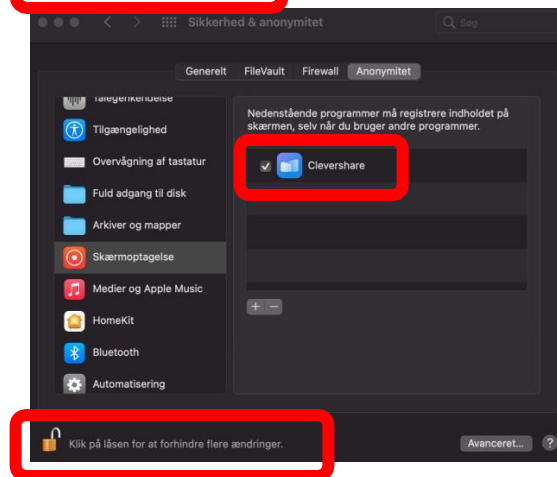 Sikkerhed & anonymitet
Søg
Generelt FileVault Firewall Anonymitet
Talegenkendelse
Tilgængelighed
Overvågning af tastatur
Fuld adgang til disk
Arkiver og mapper
Skærmoptagelse
Medier og Apple Music
HomeKit
Bluetooth
Automatisering
Nedenstående programmer må registrere indholdet på
skærmen, selv når du bruger andre programmer.
Clevershare
+ −
Klik på låsen for at forhindre flere ændringer.
Avanceret... ?